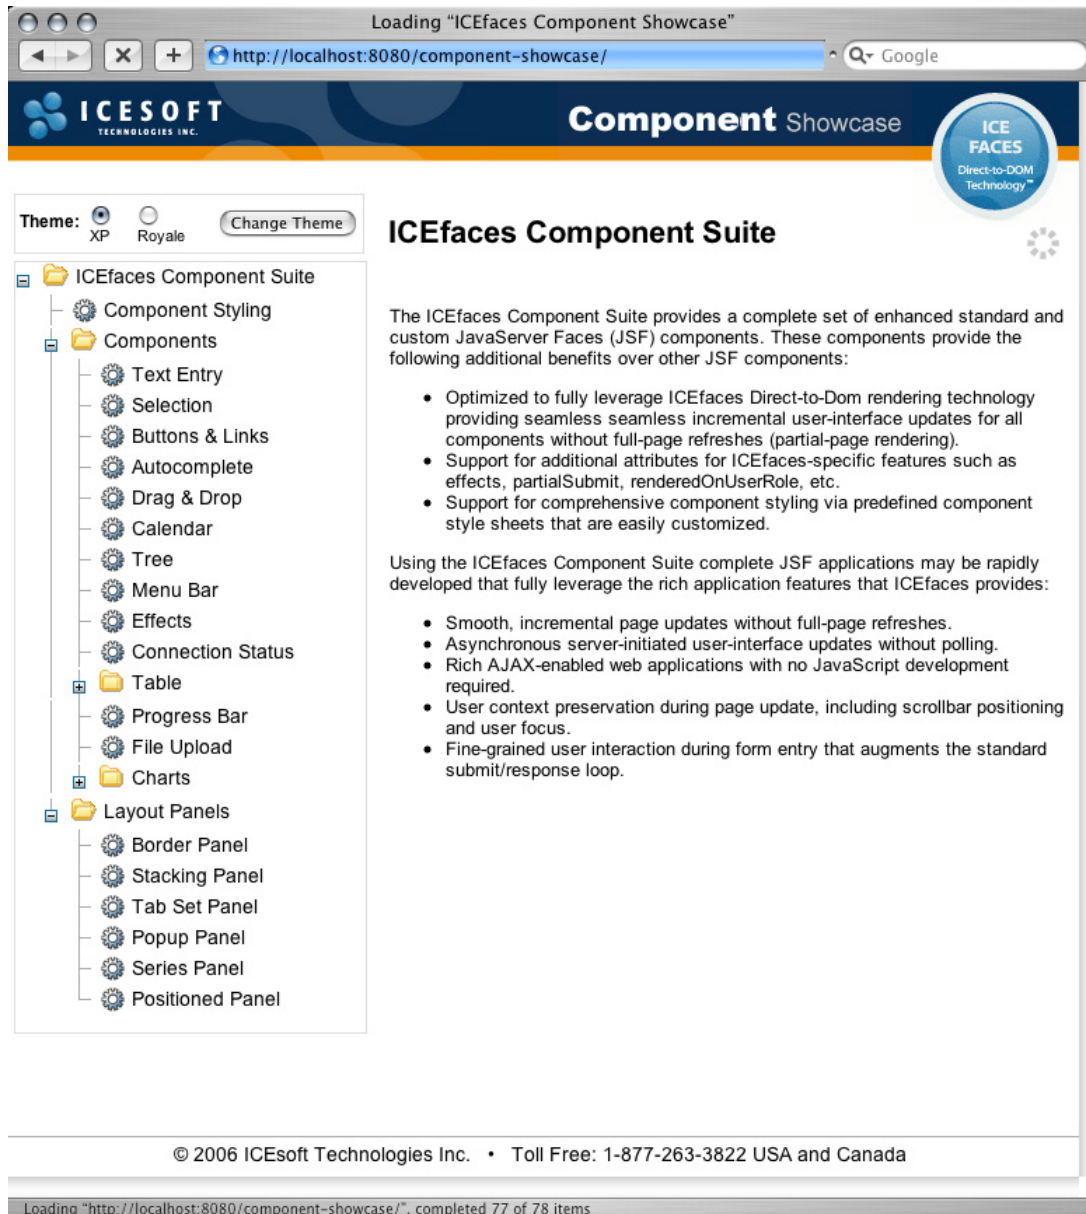 Loading “ICEfaces Component Showcase”
http://localhost:8080/component-showcase/
Google
ICESOFT
TECHNOLOGIES INC.
Component Showcase
ICE
FACES
Direct-to-DOM
Technology™
Theme:
XP
Royale
Change Theme
ICEfaces Component Suite
Component Styling
Components
Text Entry
Selection
Buttons & Links
Autocomplete
Drag & Drop
Calendar
Tree
Menu Bar
Effects
Connection Status
Table
Progress Bar
File Upload
Charts
Layout Panels
Border Panel
Stacking Panel
Tab Set Panel
Popup Panel
Series Panel
Positioned Panel
ICEfaces Component Suite
The ICEfaces Component Suite provides a complete set of enhanced standard and
custom JavaServer Faces (JSF) components. These components provide the
following additional benefits over other JSF components:
• Optimized to fully leverage ICEfaces Direct-to-Dom rendering technology
providing seamless seamless incremental user-interface updates for all
components without full-page refreshes (partial-page rendering).
• Support for additional attributes for ICEfaces-specific features such as
effects, partialSubmit, renderedOnUserRole, etc.
• Support for comprehensive component styling via predefined component
style sheets that are easily customized.
Using the ICEfaces Component Suite complete JSF applications may be rapidly
developed that fully leverage the rich application features that ICEfaces provides:
• Smooth, incremental page updates without full-page refreshes.
• Asynchronous server-initiated user-interface updates without polling.
• Rich AJAX-enabled web applications with no JavaScript development
required.
• User context preservation during page update, including scrollbar positioning
and user focus.
• Fine-grained user interaction during form entry that augments the standard
submit/response loop.
© 2006 ICEsoft Technologies Inc. • Toll Free: 1-877-263-3822 USA and Canada
Loading “http://localhost:8080/component-showcase/”, completed 77 of 78 items